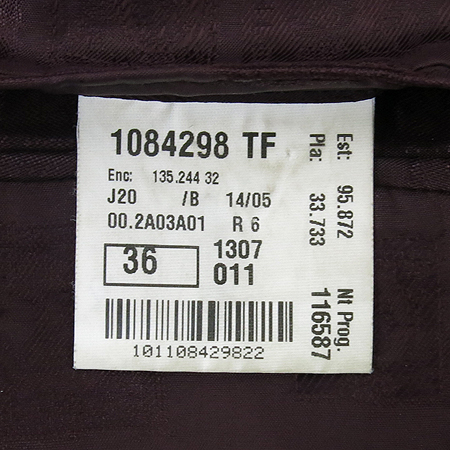 1084298 TF
Enc: 135.244 32
J20 /B 14/05
00.2A03A01 R 6
36 1307
011
101108429822
Est: 95.872
Pla: 33.733
Nt Prog.
116587